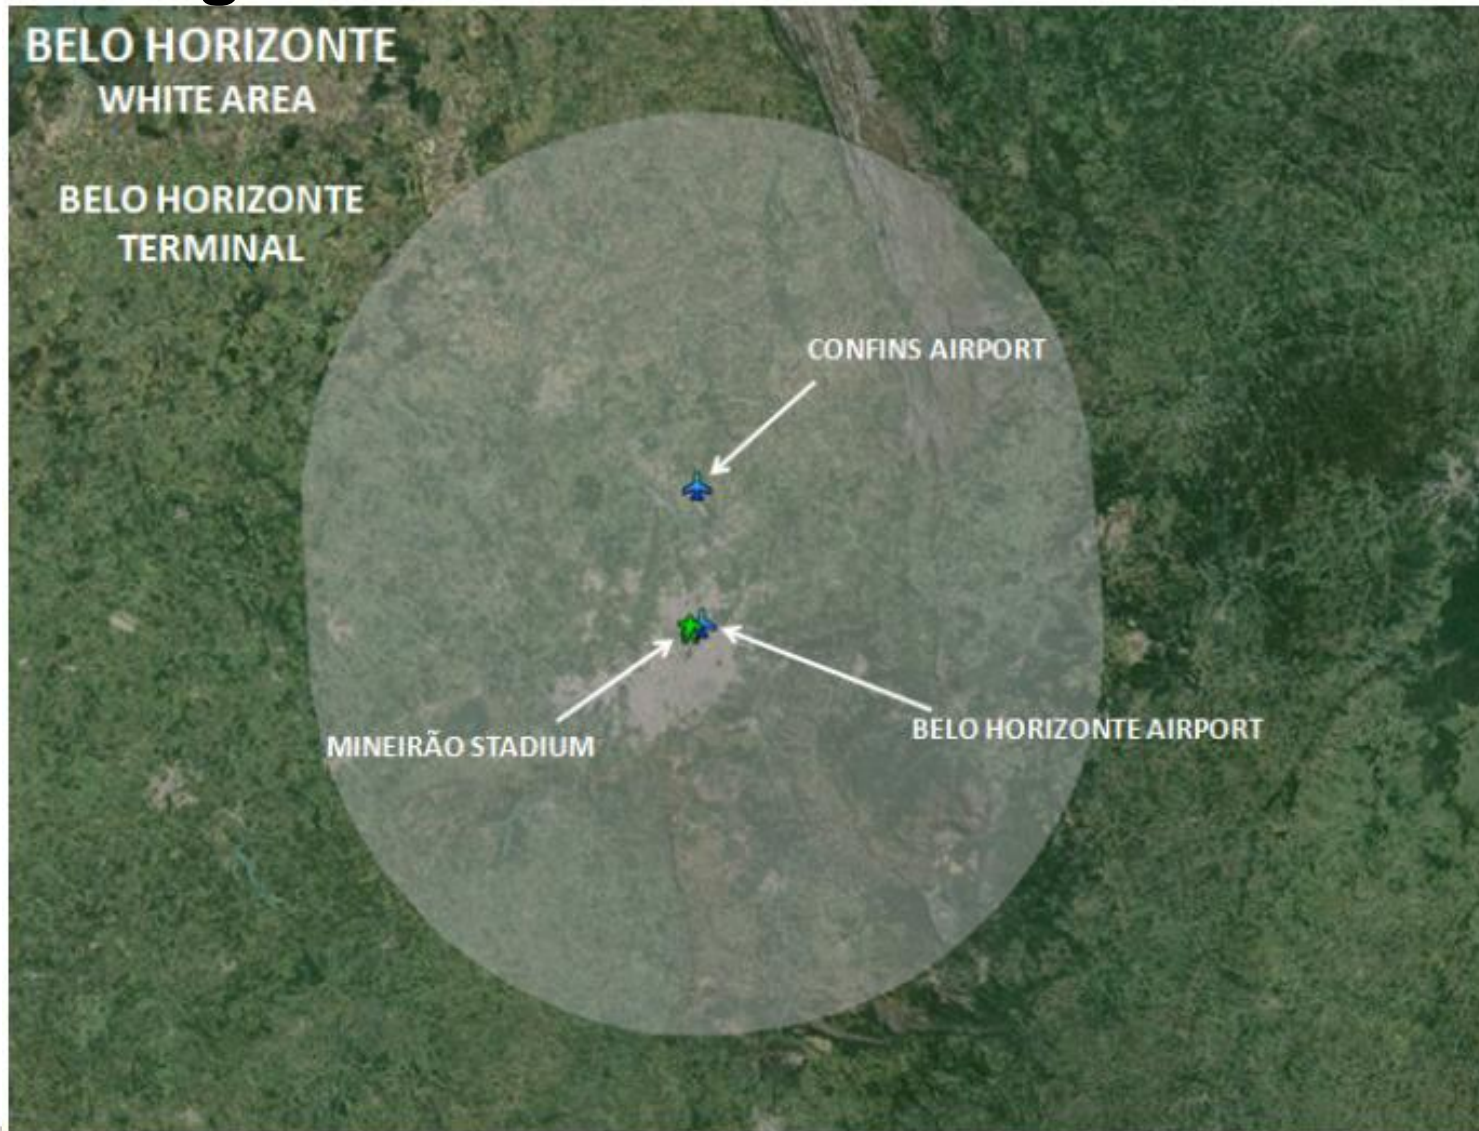 BELO HORIZONTE
WHITE AREA
BELO HORIZONTE
TERMINAL
CONFINS AIRPORT
MINEIRÃO STADIUM
BELO HORIZONTE AIRPORT